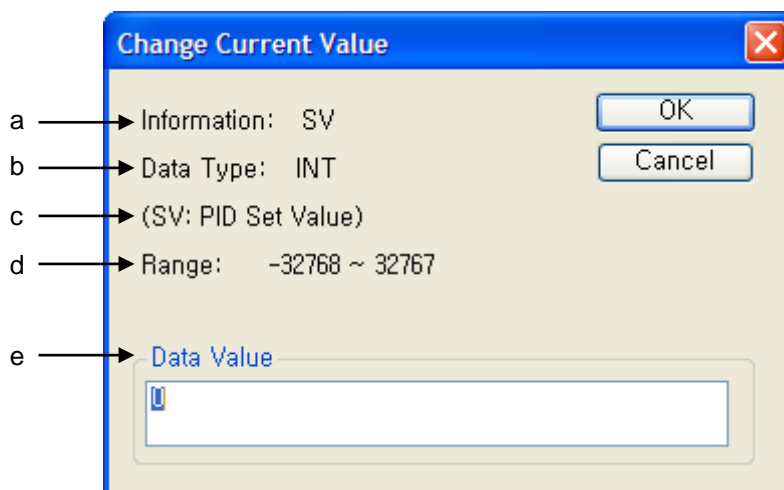 Change Current Value
a Information: SV OK
b Data Type: INT Cancel
c (SV: PID Set Value)
d Range: -32768 ~ 32767
e Data Value
0